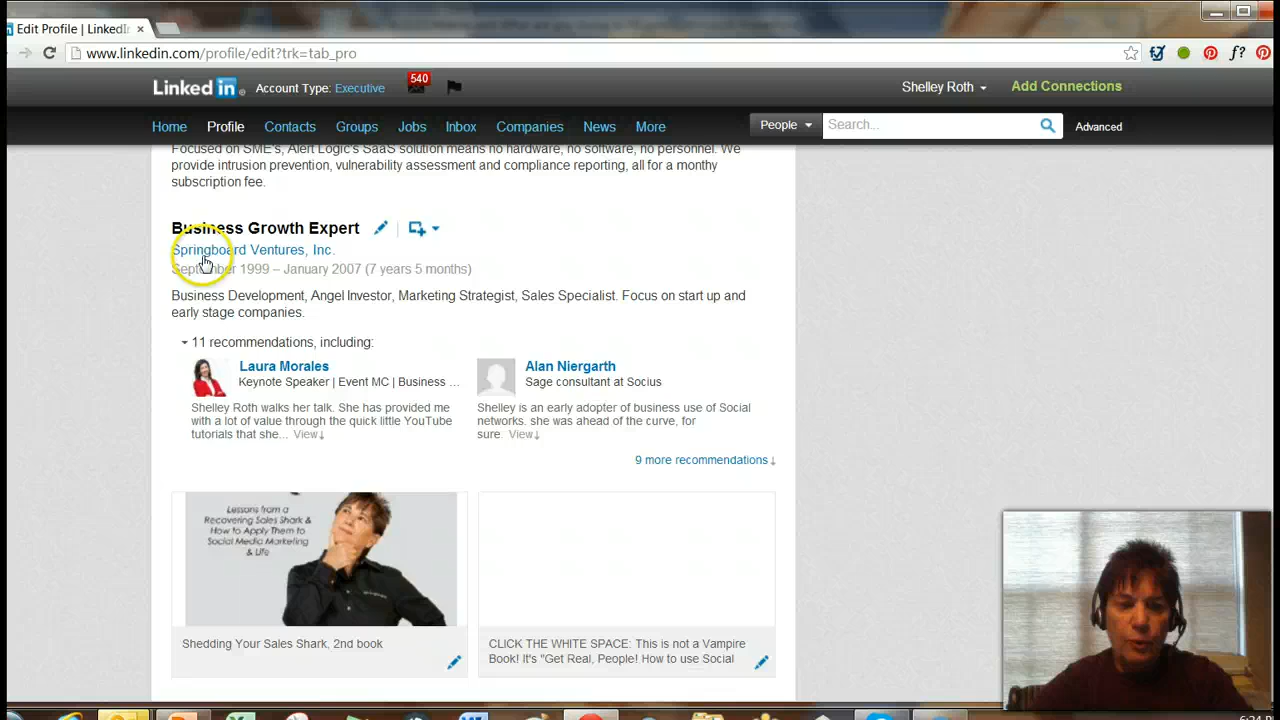 Edit Profile | LinkedIn
www.linkedin.com/profile/edit?trk=tab_pro
Linked in Account Type: Executive 540 Shelley Roth Add Connections
Home Profile Contacts Groups Jobs Inbox Companies News More People Search... Advanced
Focused on SME's, Alert Logic's SaaS solution means no hardware, no software, no personnel. We
provide intrusion prevention, vulnerability assessment and compliance reporting, all for a monthy
subscription fee.
Business Growth Expert
Springboard Ventures, Inc.
September 1999 – January 2007 (7 years 5 months)
Business Development, Angel Investor, Marketing Strategist, Sales Specialist. Focus on start up and
early stage companies.
11 recommendations, including:
Laura Morales
Keynote Speaker | Event MC | Business ...
Shelley Roth walks her talk. She has provided me
with a lot of value through the quick little YouTube
tutorials that she... View↓
Alan Niergarth
Sage consultant at Socius
Shelley is an early adopter of business use of Social
networks. she was ahead of the curve, for
sure. View↓
9 more recommendations↓
Lessons from a
Recovering Sales Shark &
How to Apply Them to
Social Media Marketing
& Life
Shedding Your Sales Shark, 2nd book
CLICK THE WHITE SPACE: This is not a Vampire
Book! It's "Get Real, People! How to use Social